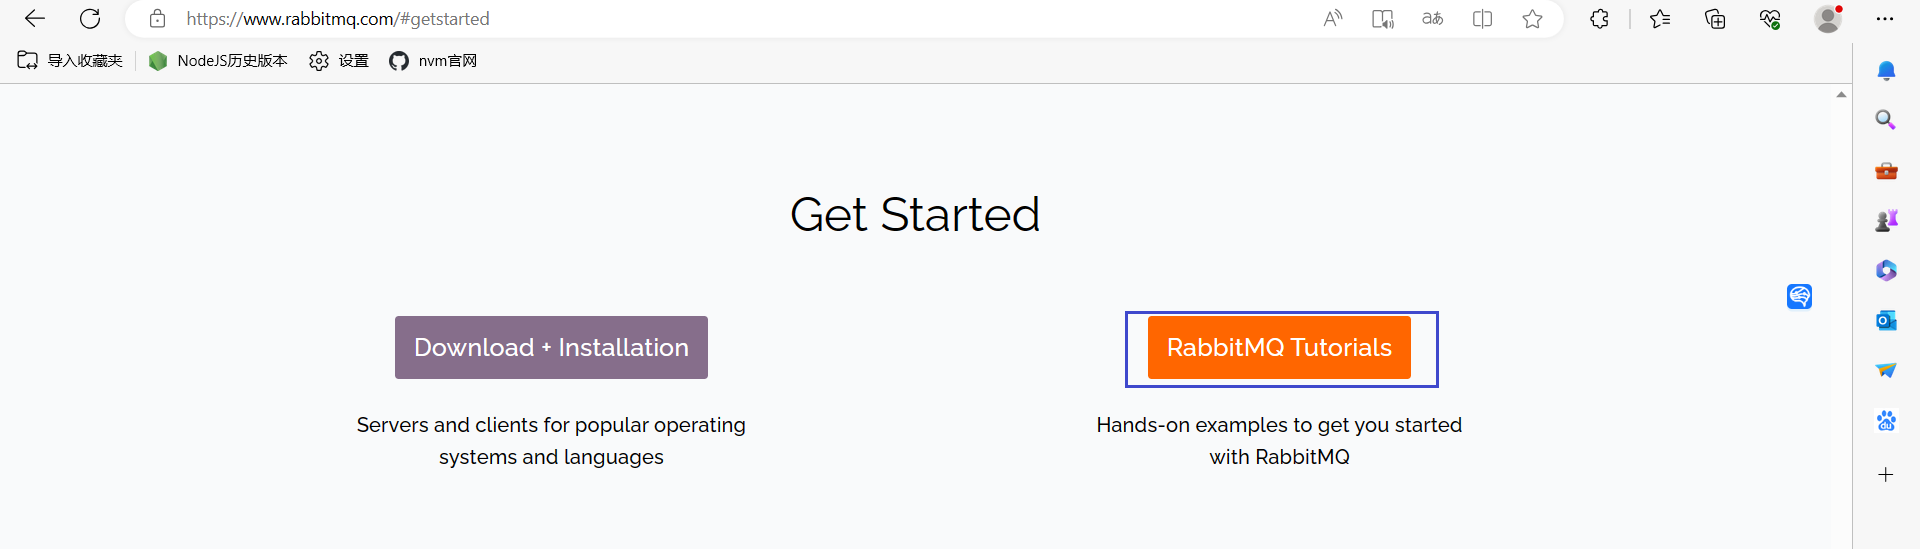 https://www.rabbitmq.com/#getstarted
导入收藏夹 NodeJS历史版本 设置 nvm官网
Get Started
Download + Installation
RabbitMQ Tutorials
Servers and clients for popular operating
systems and languages
Hands-on examples to get you started
with RabbitMQ